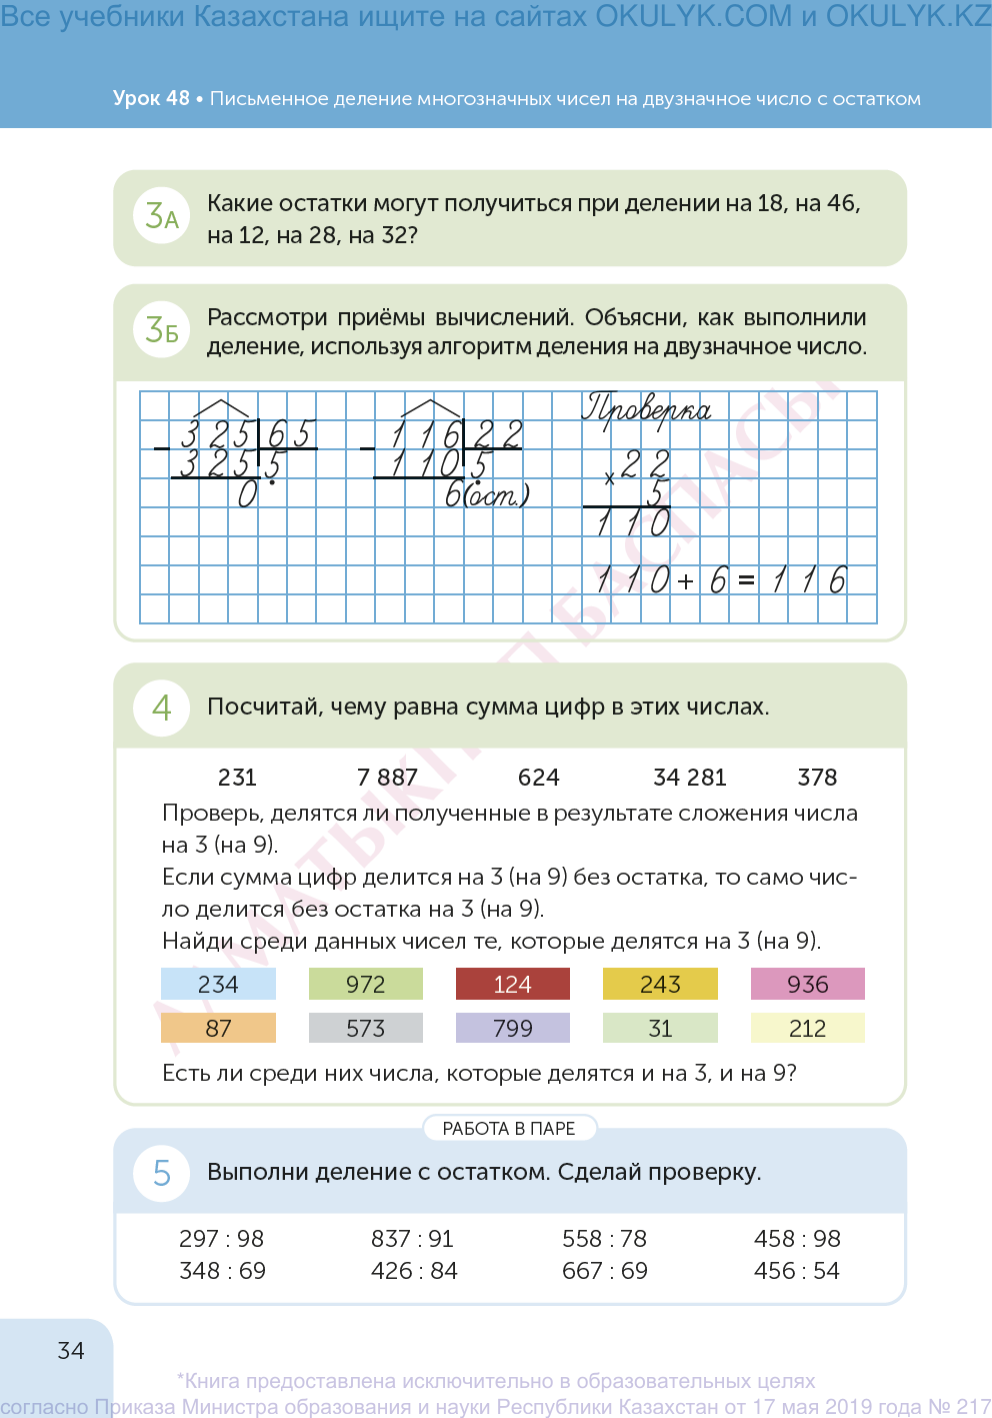 Все учебники Казахстана ищите на сайтах OKULYK.COM и OKULYK.KZ
Урок 48 • Письменное деление многозначных чисел на двузначное число с остатком
3А
Какие остатки могут получиться при делении на 18, на 46,
на 12, на 28, на 32?
3Б
Рассмотри приёмы вычислений. Объясни, как выполнили
деление, используя алгоритм деления на двузначное число.
Проверка
− 325 65 − 116 22
325 5 110 5 × 22
0 6(ост.) 5
110
110 + 6 = 116
4
Посчитай, чему равна сумма цифр в этих числах.
231 7 887 624 34 281 378
Проверь, делятся ли полученные в результате сложения числа
на 3 (на 9).
Если сумма цифр делится на 3 (на 9) без остатка, то само чис-
ло делится без остатка на 3 (на 9).
Найди среди данных чисел те, которые делятся на 3 (на 9).
234 972 124 243 936
87 573 799 31 212
Есть ли среди них числа, которые делятся и на 3, и на 9?
РАБОТА В ПАРЕ
5
Выполни деление с остатком. Сделай проверку.
297 : 98 837 : 91 558 : 78 458 : 98
348 : 69 426 : 84 667 : 69 456 : 54
34
*Книга предоставлена исключительно в образовательных целях
согласно Приказа Министра образования и науки Республики Казахстан от 17 мая 2019 года № 217